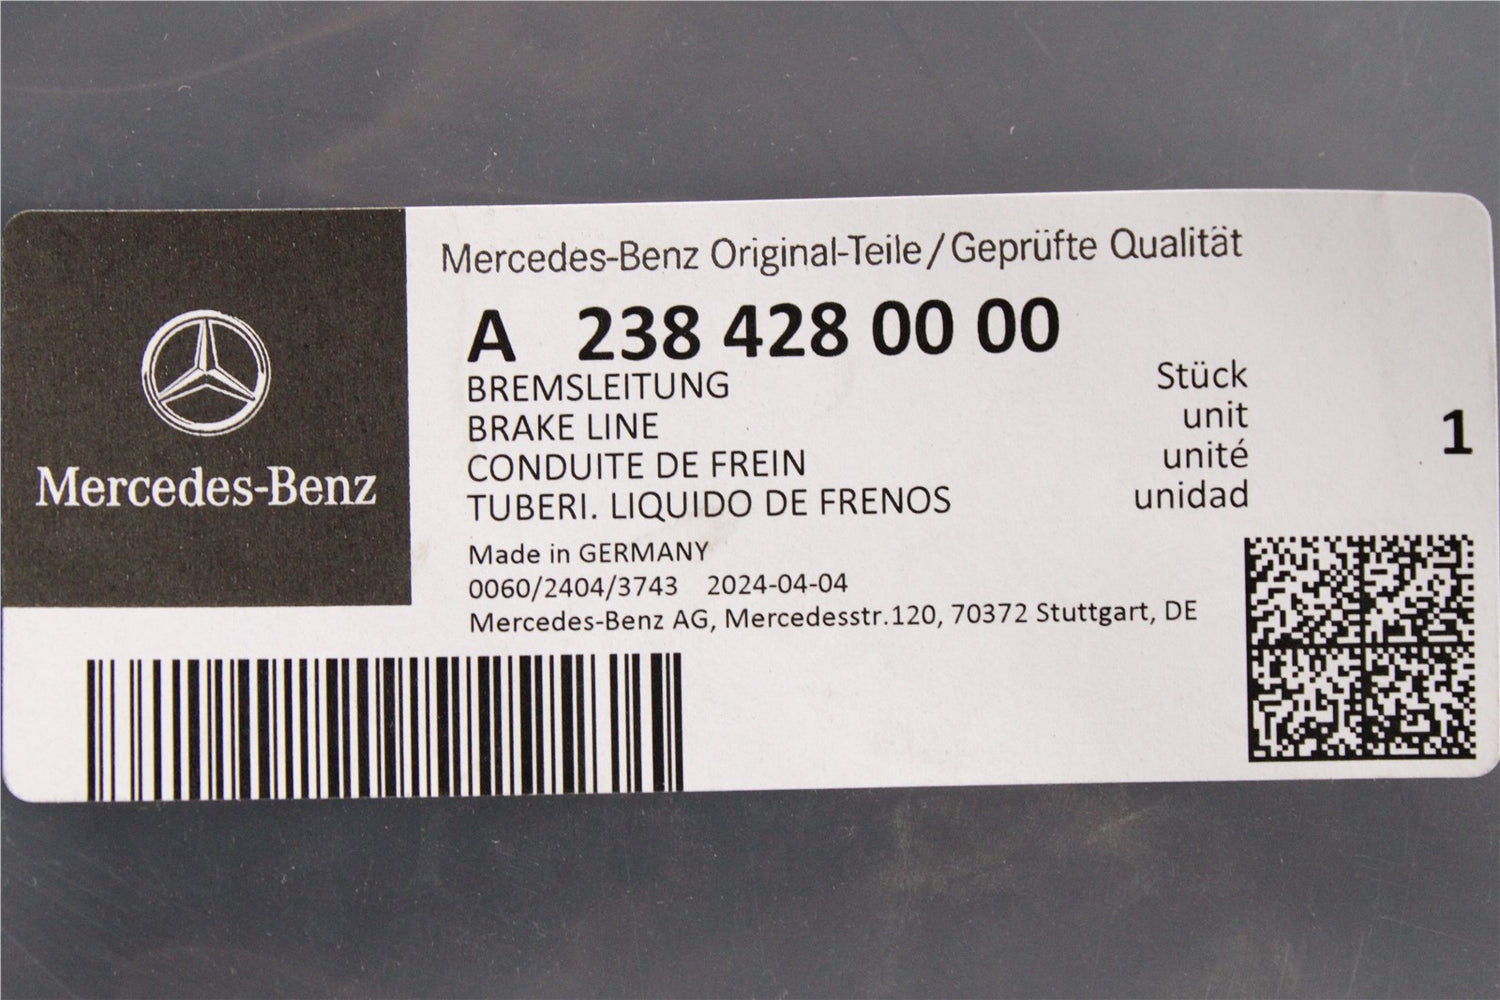 Mercedes-Benz
Mercedes-Benz Original-Teile/Geprüfte Qualität
A 238 428 00 00
BREMSLEITUNG
BRAKE LINE
CONDUITE DE FREIN
TUBERI. LIQUIDO DE FRENOS
Stück
unit
unité
unidad
1
Made in GERMANY
0060/2404/3743 2024-04-04
Mercedes-Benz AG, Mercedesstr.120, 70372 Stuttgart, DE